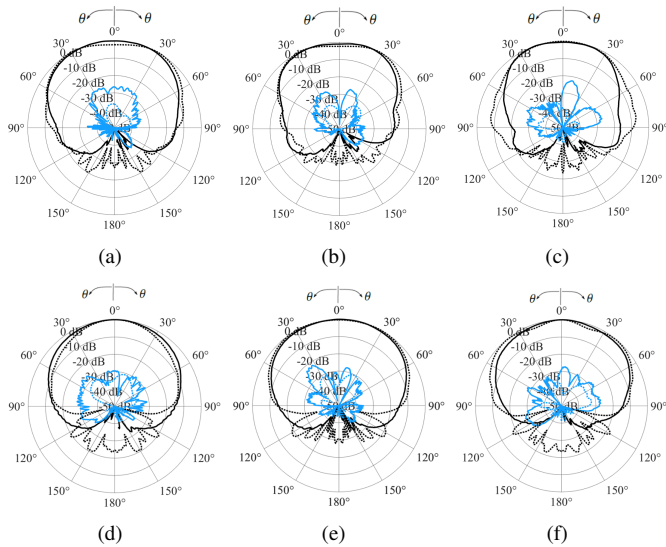 θ θ θ θ θ θ
0° 0° 0°
30° 30° 30° 30° 30° 30°
0 dB 0 dB 0 dB
-10 dB -10 dB -10 dB
60° 60° 60° 60° 60° 60°
-20 dB -20 dB -20 dB
-30 dB -30 dB -30 dB
-40 dB -40 dB -40 dB
90° 90° 90° 90°
120° 120° 120° 120° 120° 120°
150° 150° 150° 150° 150° 150°
180° 180° 180°
(a) (b) (c)
θ θ θ θ θ θ
0° 0° 0°
30° 30° 30° 30° 30° 30°
0 dB 0 dB 0 dB
-10 dB -10 dB -10 dB
60° 60° 60° 60° 60° 60°
-20 dB -20 dB -20 dB
-30 dB -30 dB -30 dB
-40 dB -40 dB
90° 90° 90° 90°
120° 120° 120° 120° 120° 120°
150° 150° 150° 150° 150° 150°
180° 180° 180°
(d) (e) (f)